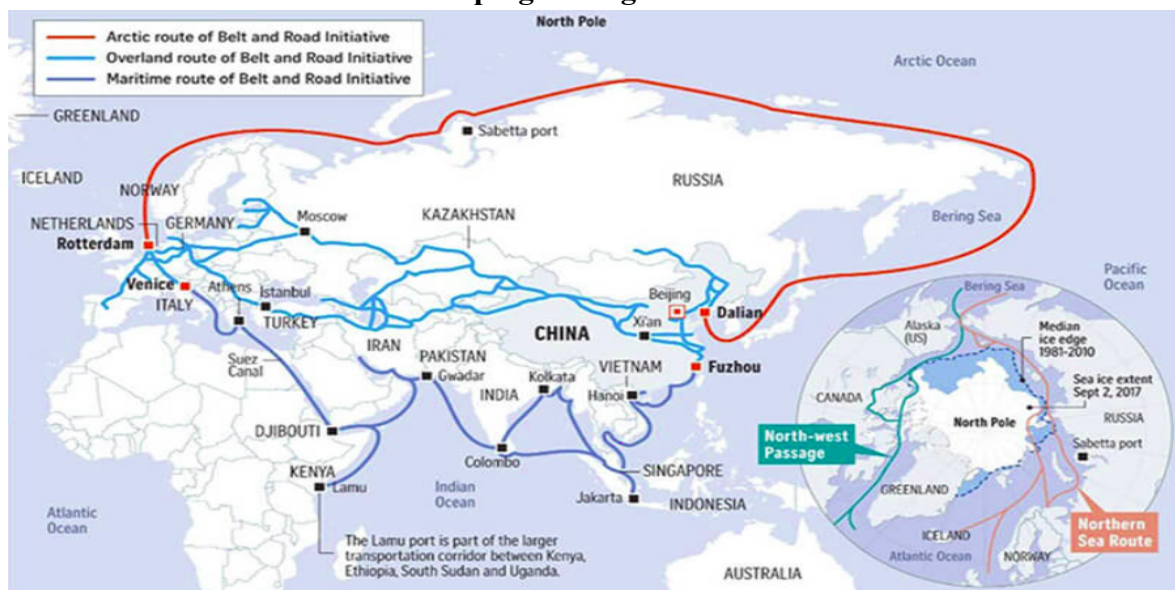 North Pole
Arctic route of Belt and Road Initiative
Overland route of Belt and Road Initiative
Maritime route of Belt and Road Initiative
Arctic Ocean
GREENLAND
Sabetta port
ICELAND
NORWAY
RUSSIA
KAZAKHSTAN
Bering Sea
NETHERLANDS
GERMANY
Moscow
Rotterdam
Pacific
Ocean
Venice
Athens
Istanbul
Beijing
Dalian
ITALY
TURKEY
CHINA
Xi'an
IRAN
Suez
Canal
PAKISTAN
Gwadar
VIETNAM
Fuzhou
INDIA
Kolkata
Hanoi
DJIBOUTI
KENYA
Lamu
Colombo
SINGAPORE
Indian
Ocean
Jakarta
INDONESIA
Atlantic
Ocean
The Lamu port is part of the larger
transportation corridor between Kenya,
Ethiopia, South Sudan and Uganda.
AUSTRALIA
Bering Sea
Alaska
(US)
Median
ice edge
1981-2010
Sea ice extent
Sept 2, 2017
CANADA
North Pole
RUSSIA
North-west
Passage
Sabetta port
GREENLAND
Northern
Sea Route
ICELAND
Atlantic Ocean
NORWAY